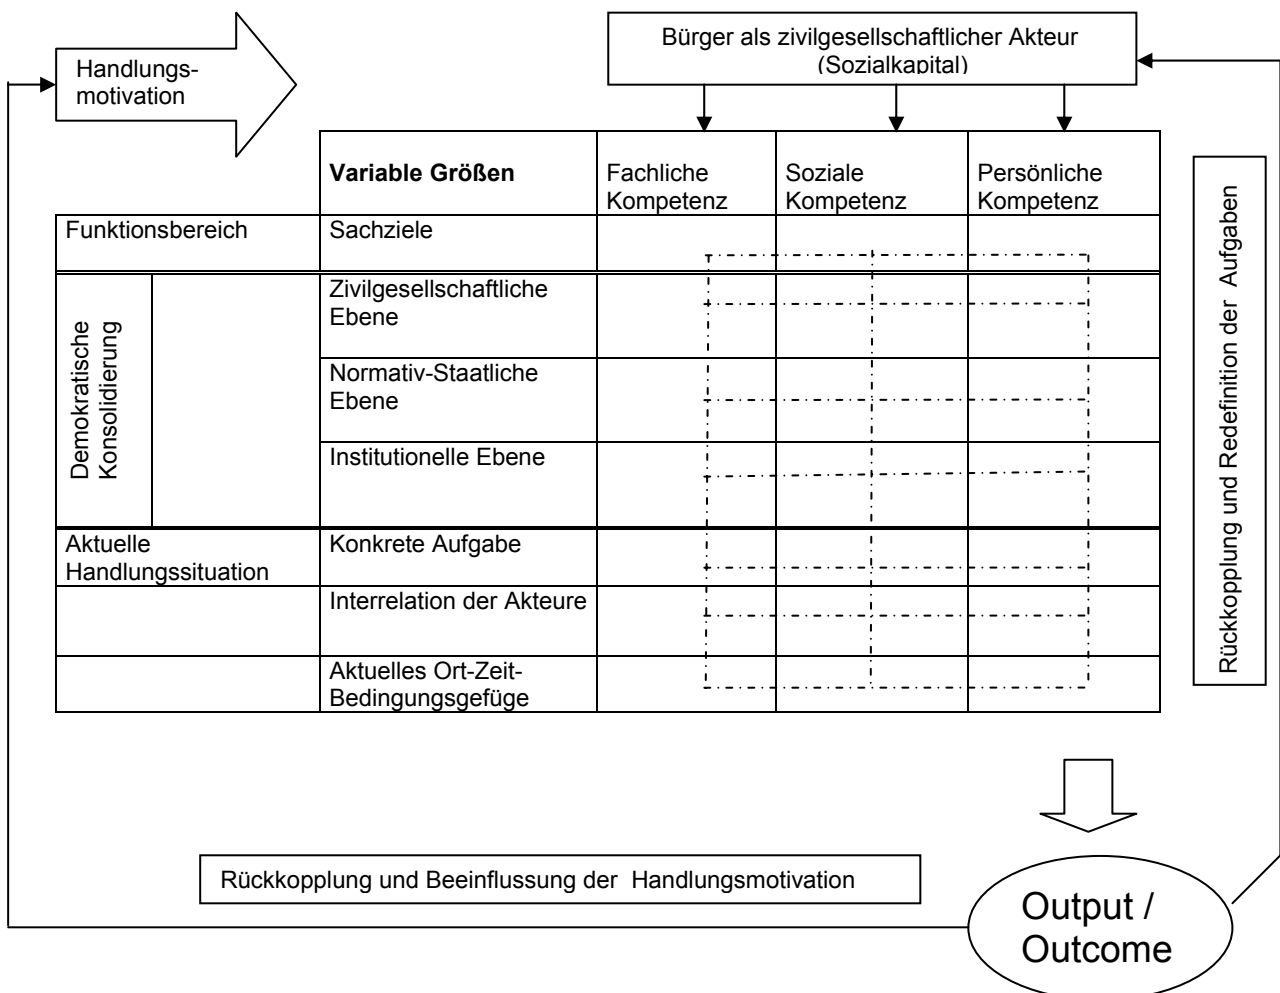 Bürger als zivilgesellschaftlicher Akteur
(Sozialkapital)
Handlungs-
motivation
Variable Größen
Fachliche
Kompetenz
Soziale
Kompetenz
Persönliche
Kompetenz
Funktionsbereich
Sachziele
Demokratische
Konsolidierung
Zivilgesellschaftliche
Ebene
Normativ-Staatliche
Ebene
Institutionelle Ebene
Aktuelle
Handlungssituation
Konkrete Aufgabe
Interrelation der Akteure
Aktuelles Ort-Zeit-
Bedingungsgefüge
Rückkopplung und Redefinition der Aufgaben
Rückkopplung und Beeinflussung der Handlungsmotivation
Output /
Outcome